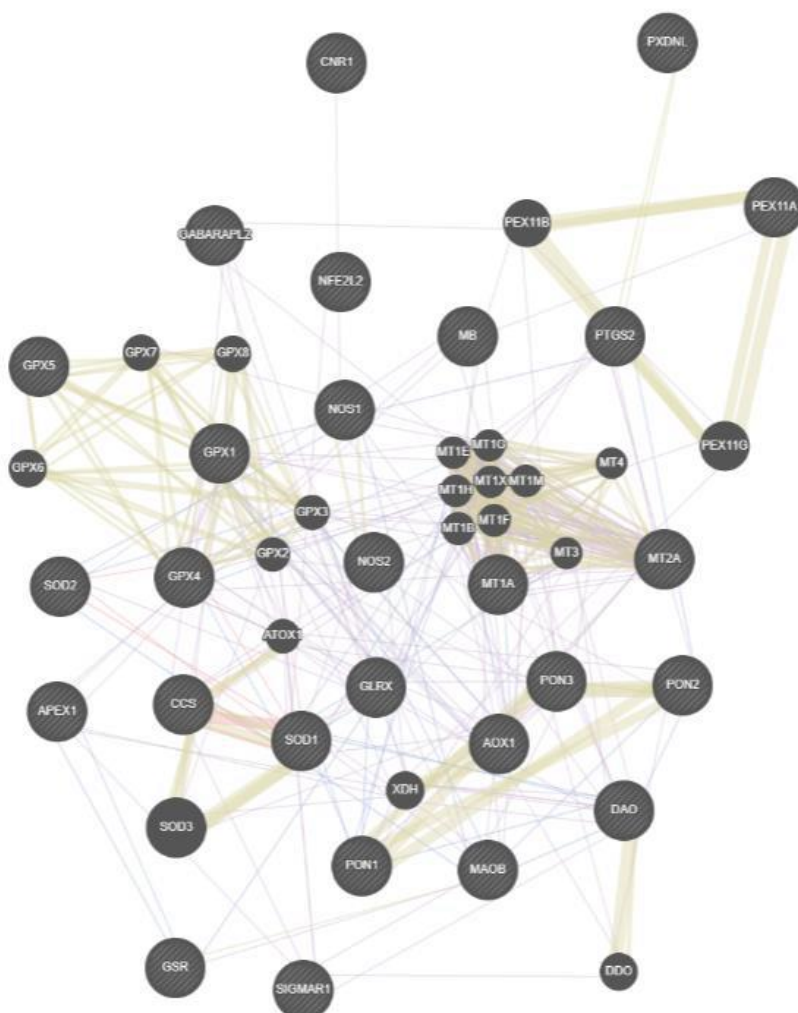 CNR1
PXDNL
PEX11A
PEX11B
GABARAPL2
NFE2L2
MB
PTGS2
GPX5
GPX7
GPX8
NOS1
PEX11G
GPX1
MT1E
MT1G
MT4
GPX6
MT1H
MT1X
MT1M
GPX3
MT1B
MT1F
GPX2
NOS2
MT3
MT2A
SOD2
GPX4
MT1A
ATOX1
GLRX
PON3
PON2
APEX1
CCS
SOD1
AOX1
XDH
DAO
SOD3
PON1
MAOB
GSR
SIGMAR1
DDO